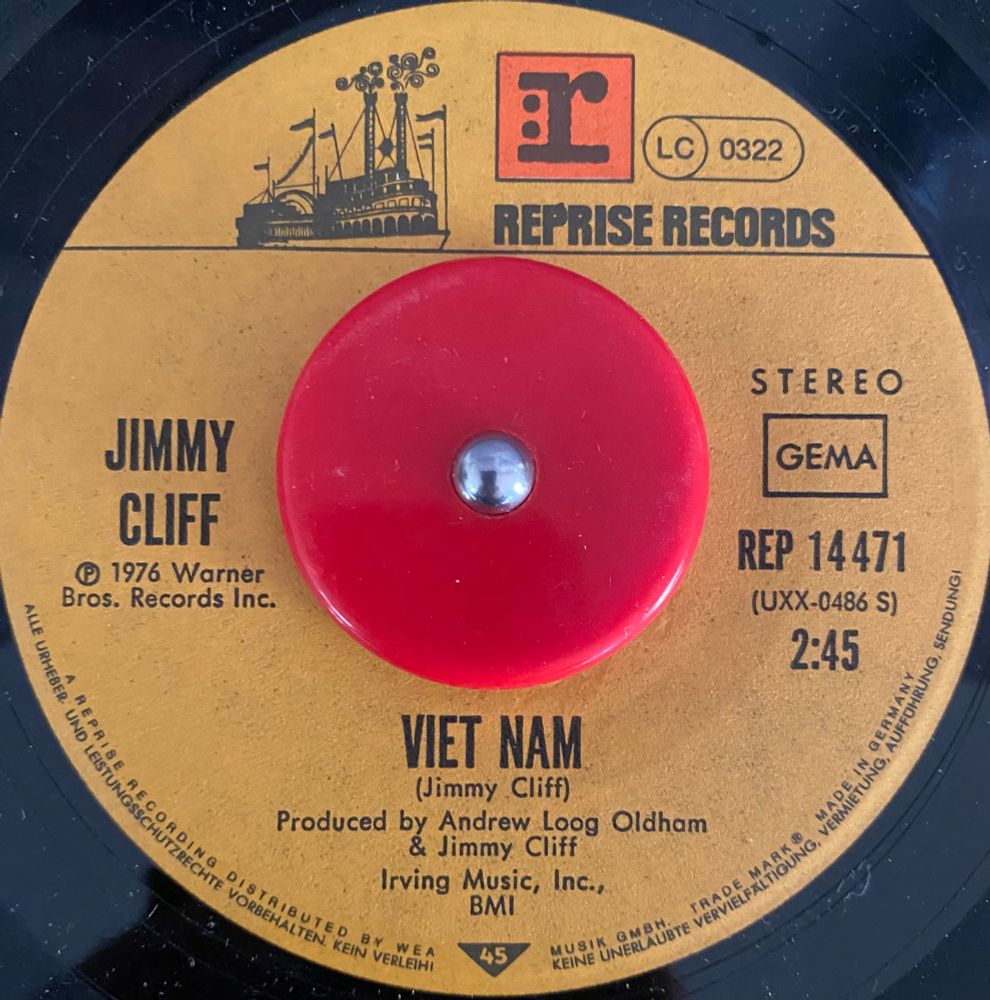 r
LC 0322
REPRISE RECORDS
STEREO
GEMA
JIMMY
CLIFF
REP 14 471
℗ 1976 Warner
Bros. Records Inc.
(UXX-0486 S)
2:45
VIET NAM
(Jimmy Cliff)
Produced by Andrew Loog Oldham
& Jimmy Cliff
Irving Music, Inc.,
BMI
45
A REPRISE RECORDING DISTRIBUTED BY WEA MUSIK GMBH. TRADE MARK® MADE IN GERMANY
ALLE URHEBER- UND LEISTUNGSSCHUTZRECHTE VORBEHALTEN. KEIN VERLEIH! KEINE UNERLAUBTE VERVIELFÄLTIGUNG, VERMIETUNG, AUFFÜHRUNG, SENDUNG!